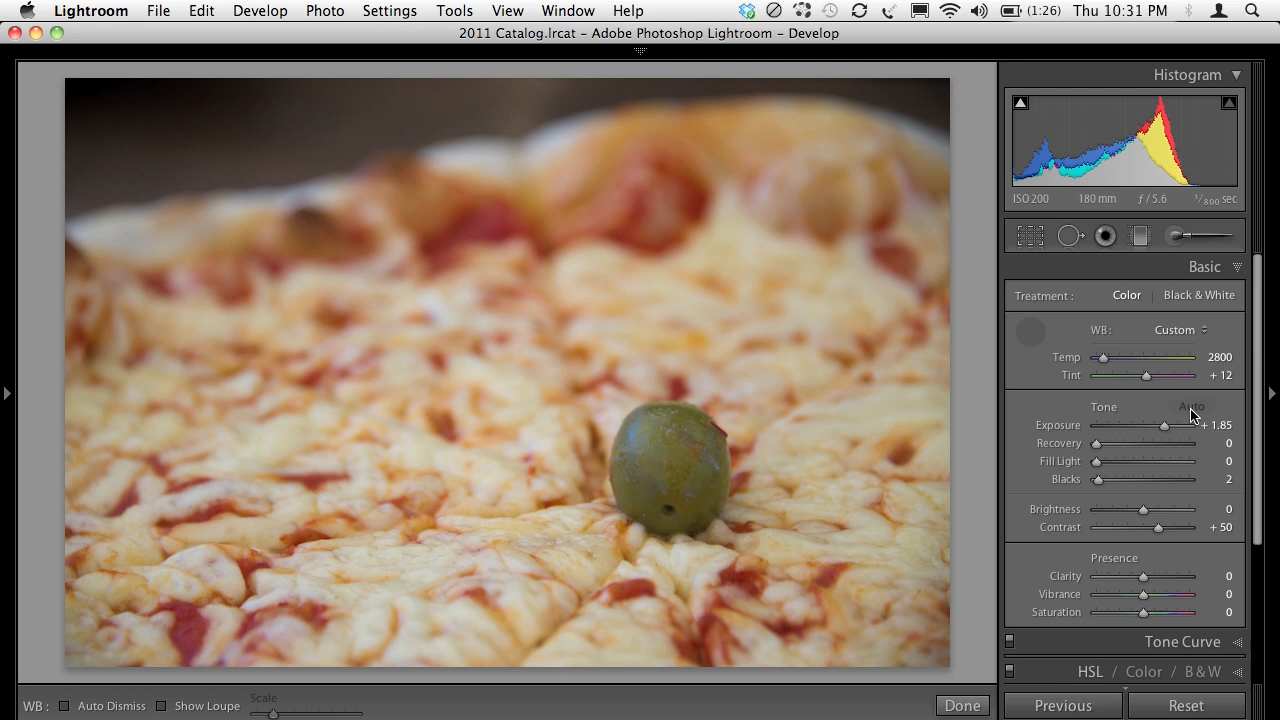 Lightroom File Edit Develop Photo Settings Tools View Window Help (1:26) Thu 10:31 PM
2011 Catalog.lrcat – Adobe Photoshop Lightroom – Develop
Histogram
ISO 200 180 mm ƒ / 5.6 1/800 sec
Basic
Treatment : Color Black & White
WB : Custom
Temp 2800
Tint + 12
Tone Auto
Exposure + 1.85
Recovery 0
Fill Light 0
Blacks 2
Brightness 0
Contrast + 50
Presence
Clarity 0
Vibrance 0
Saturation 0
Tone Curve
HSL / Color / B & W
WB : Auto Dismiss Show Loupe Scale Done Previous Reset